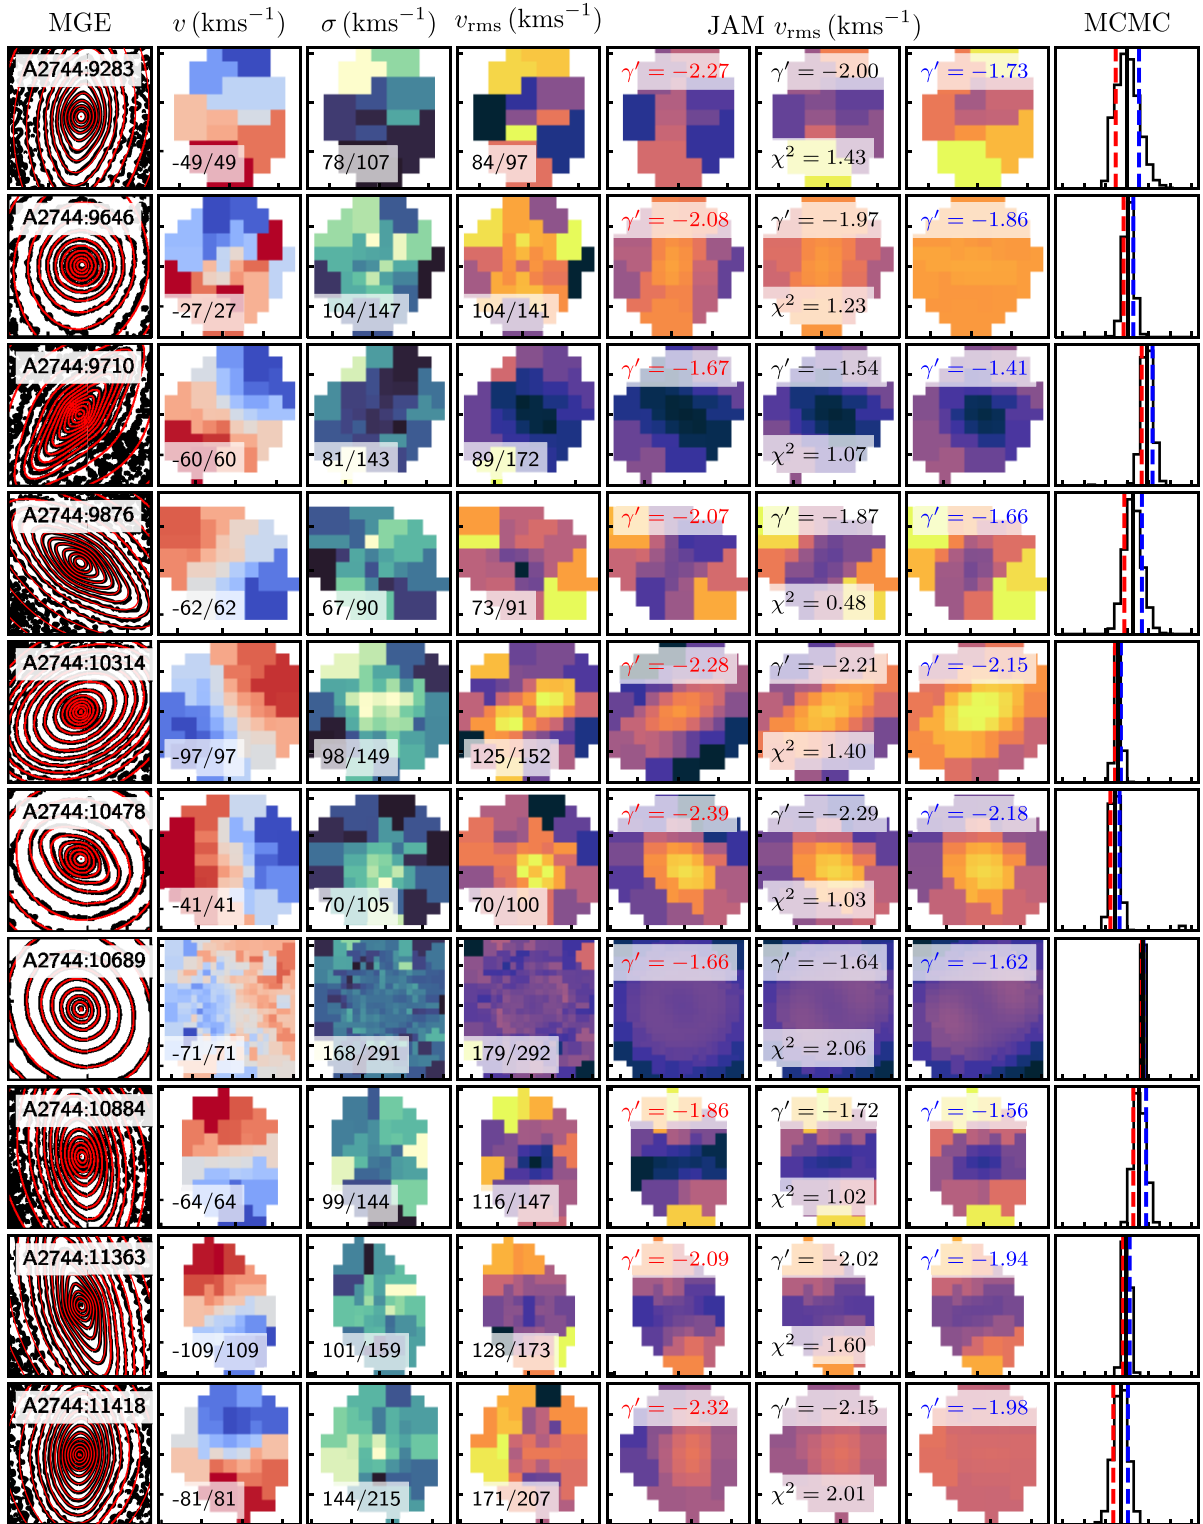 MGE v (kms⁻¹) σ (kms⁻¹) v_rms (kms⁻¹) JAM v_rms (kms⁻¹) MCMC
A2744:9283 γ′ = −2.27 γ′ = −2.00 γ′ = −1.73
-49/49 78/107 84/97 χ² = 1.43
A2744:9646 γ′ = −2.08 γ′ = −1.97 γ′ = −1.86
-27/27 104/147 104/141 χ² = 1.23
A2744:9710 γ′ = −1.67 γ′ = −1.54 γ′ = −1.41
-60/60 81/143 89/172 χ² = 1.07
A2744:9876 γ′ = −2.07 γ′ = −1.87 γ′ = −1.66
-62/62 67/90 73/91 χ² = 0.48
A2744:10314 γ′ = −2.28 γ′ = −2.21 γ′ = −2.15
-97/97 98/149 125/152 χ² = 1.40
A2744:10478 γ′ = −2.39 γ′ = −2.29 γ′ = −2.18
-41/41 70/105 70/100 χ² = 1.03
A2744:10689 γ′ = −1.66 γ′ = −1.64 γ′ = −1.62
-71/71 168/291 179/292 χ² = 2.06
A2744:10884 γ′ = −1.86 γ′ = −1.72 γ′ = −1.56
-64/64 99/144 116/147 χ² = 1.02
A2744:11363 γ′ = −2.09 γ′ = −2.02 γ′ = −1.94
-109/109 101/159 128/173 χ² = 1.60
A2744:11418 γ′ = −2.32 γ′ = −2.15 γ′ = −1.98
-81/81 144/215 171/207 χ² = 2.01